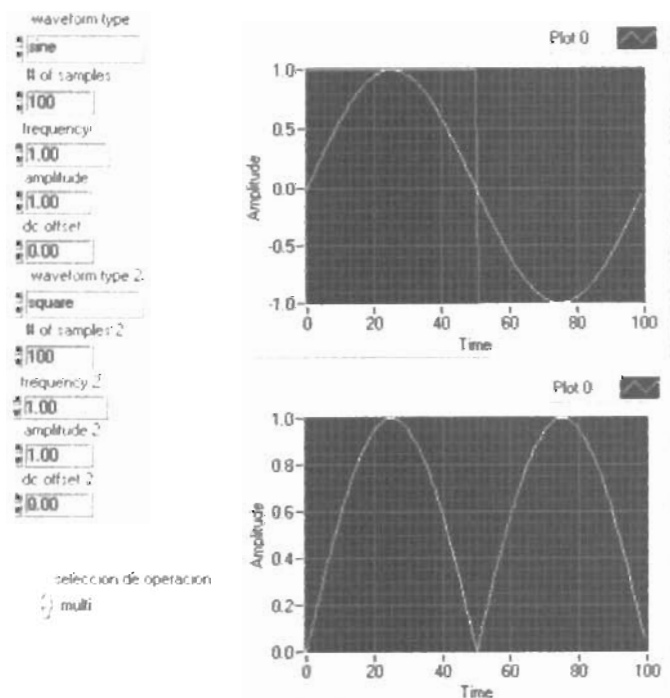 waveform type
sine
# of samples
100
frequency
1.00
amplitude
1.00
dc offset
0.00
waveform type 2
square
# of samples 2
100
frequency 2
1.00
amplitude 2
1.00
dc offset 2
0.00
seleccion de operacion
multi
Plot 0
1.0
0.5
0.0
-0.5
-1.0
Amplitude
0 20 40 60 80 100
Time
Plot 0
1.0
0.8
0.6
0.4
0.2
0.0
Amplitude
0 20 40 60 80 100
Time